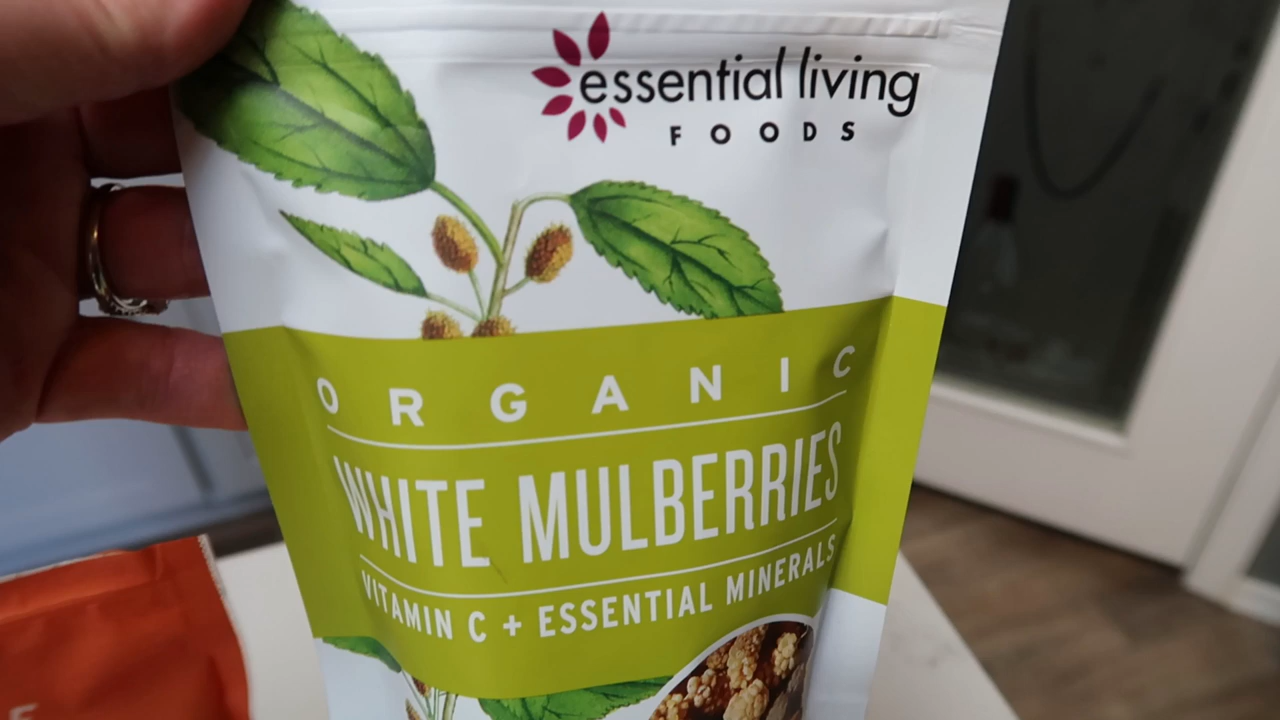 essential living
FOODS
ORGANIC
WHITE MULBERRIES
VITAMIN C + ESSENTIAL MINERALS